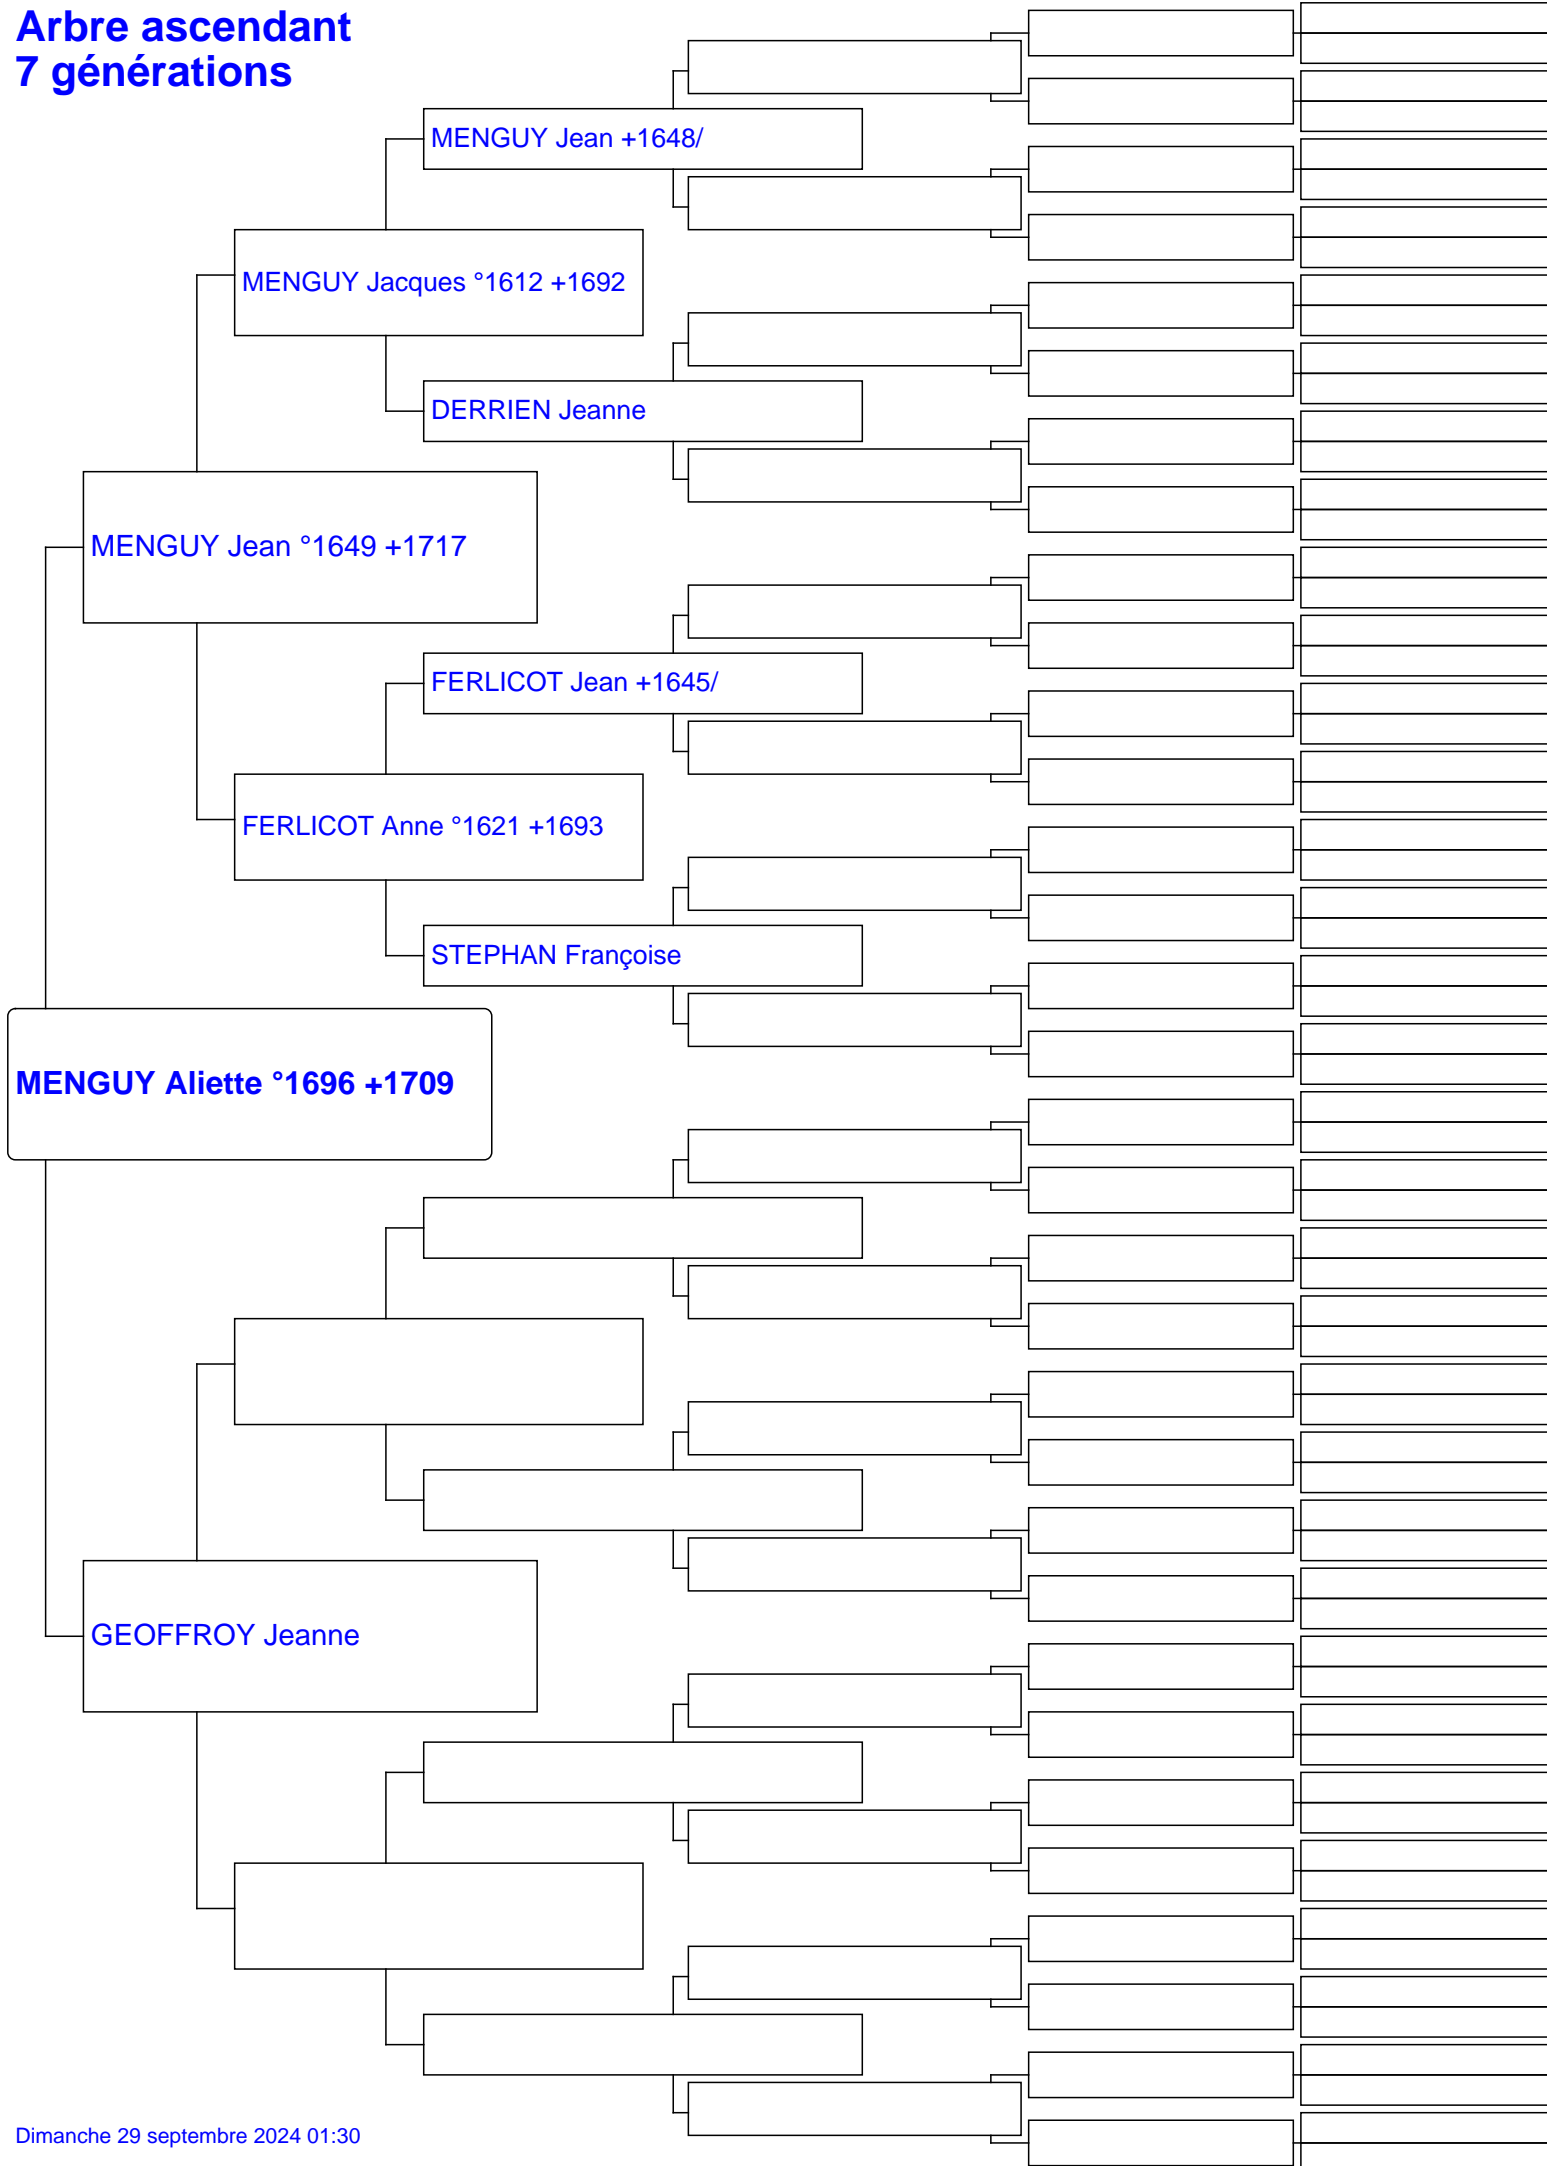 Arbre ascendant
7 générations
MENGUY Jean +1648/
MENGUY Jacques °1612 +1692
DERRIEN Jeanne
MENGUY Jean °1649 +1717
FERLICOT Jean +1645/
FERLICOT Anne °1621 +1693
STEPHAN Françoise
MENGUY Aliette °1696 +1709
GEOFFROY Jeanne
Dimanche 29 septembre 2024 01:30